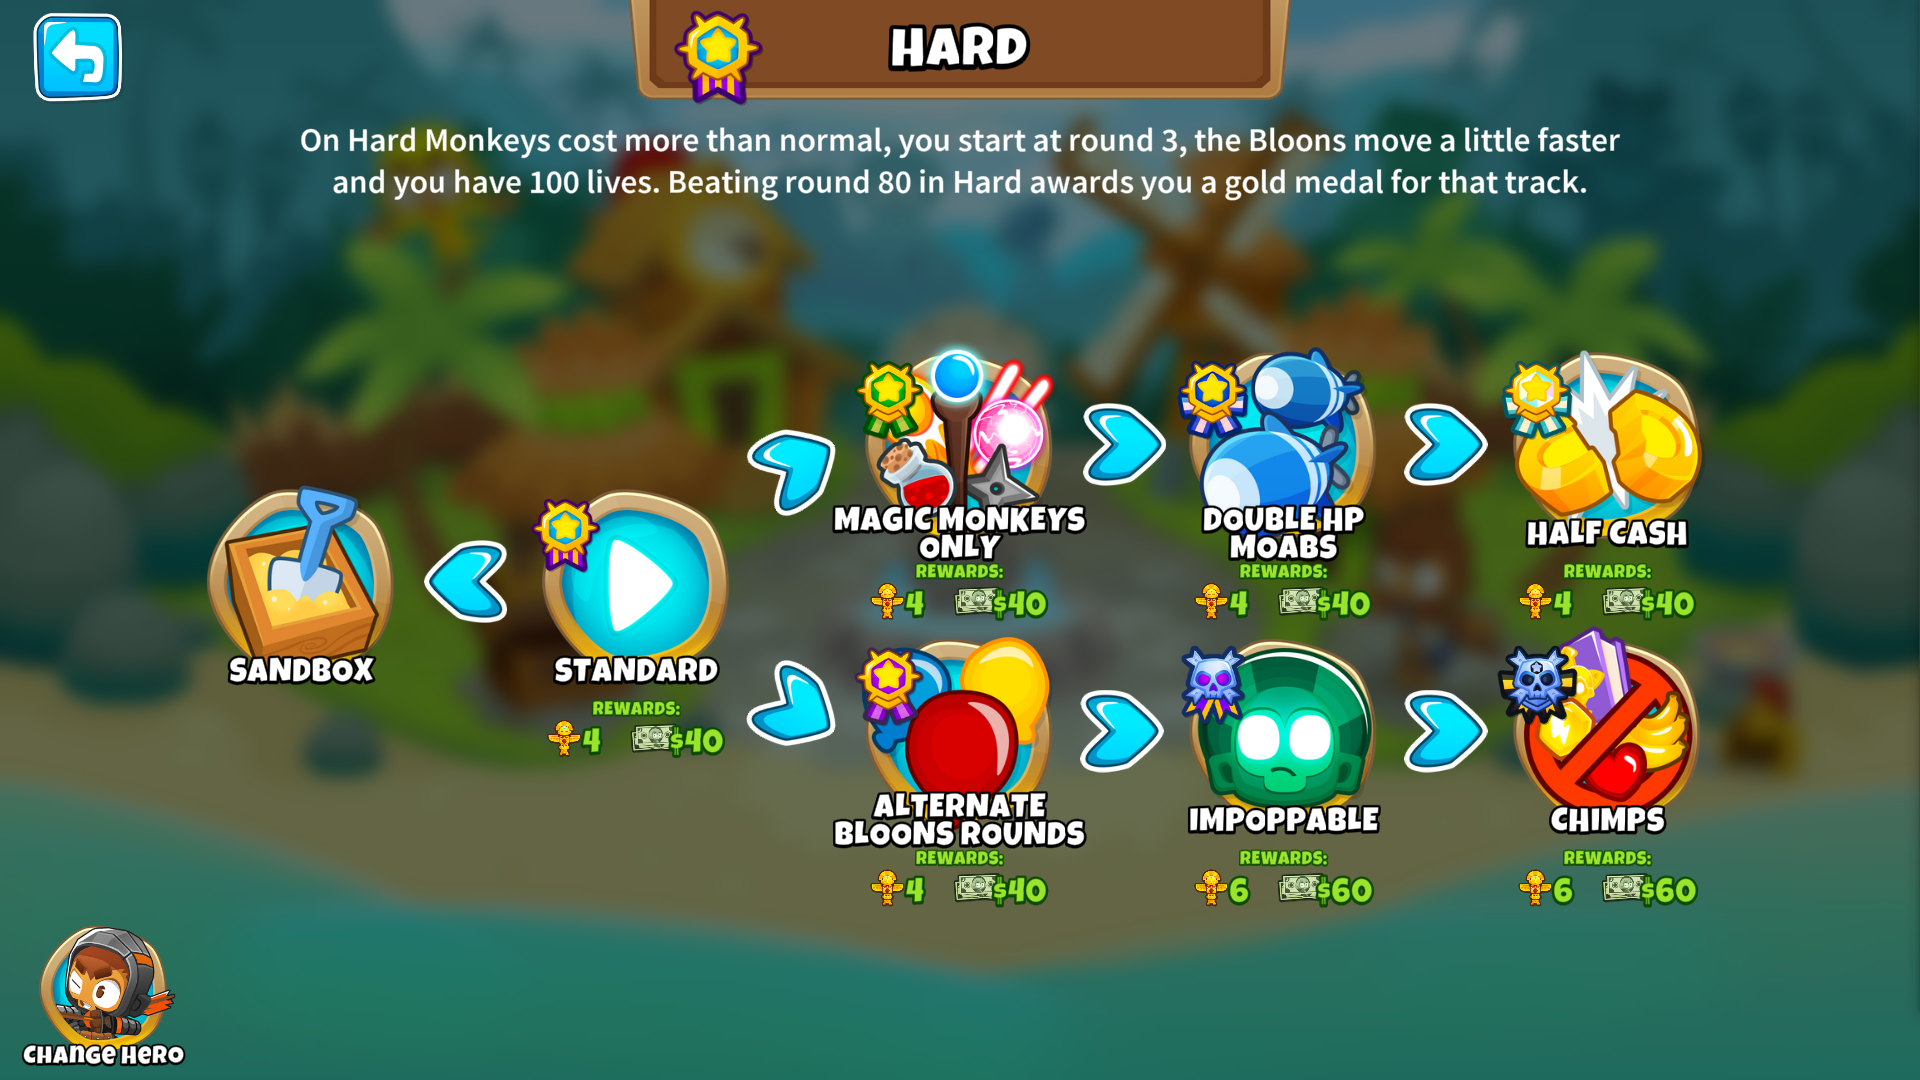 HARD
On Hard Monkeys cost more than normal, you start at round 3, the Bloons move a little faster
and you have 100 lives. Beating round 80 in Hard awards you a gold medal for that track.
MAGIC MONKEYS
ONLY
REWARDS:
4 $40
DOUBLE HP
MOABS
REWARDS:
4 $40
HALF CASH
REWARDS:
4 $40
SANDBOX
STANDARD
REWARDS:
4 $40
ALTERNATE
BLOONS ROUNDS
REWARDS:
4 $40
IMPOPPABLE
REWARDS:
6 $60
CHIMPS
REWARDS:
6 $60
CHANGE HERO